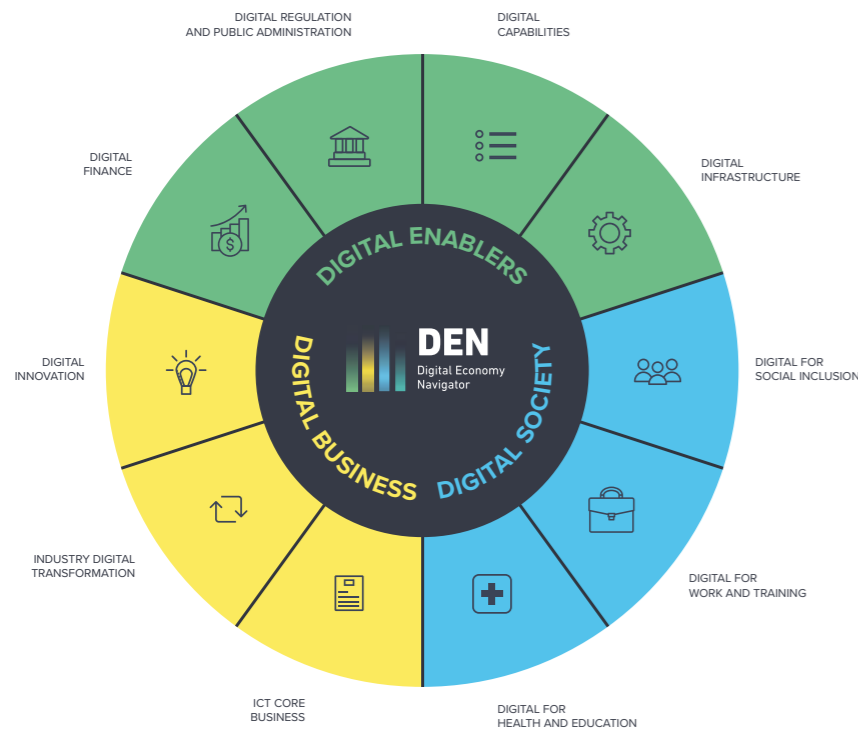 DIGITAL REGULATION
AND PUBLIC ADMINISTRATION
DIGITAL
CAPABILITIES
DIGITAL
FINANCE
DIGITAL
INFRASTRUCTURE
DIGITAL ENABLERS
DIGITAL
INNOVATION
DIGITAL BUSINESS
DEN
Digital Economy
Navigator
DIGITAL SOCIETY
DIGITAL FOR
SOCIAL INCLUSION
INDUSTRY DIGITAL
TRANSFORMATION
DIGITAL FOR
WORK AND TRAINING
ICT CORE
BUSINESS
DIGITAL FOR
HEALTH AND EDUCATION
$